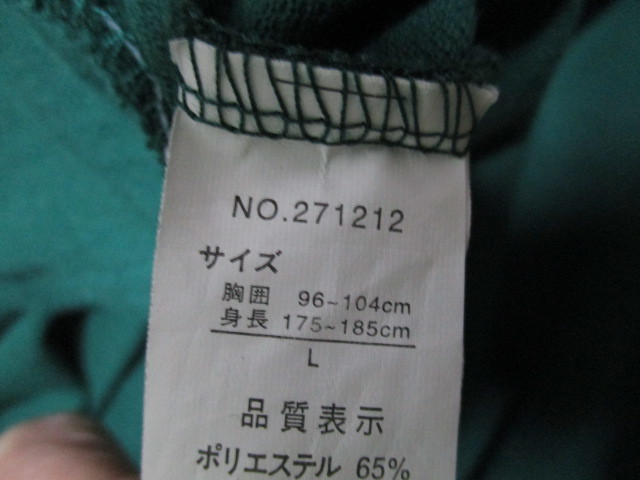 NO.271212
サイズ
胸囲 96~104cm
身長 175~185cm
L
品質表示
ポリエステル 65%